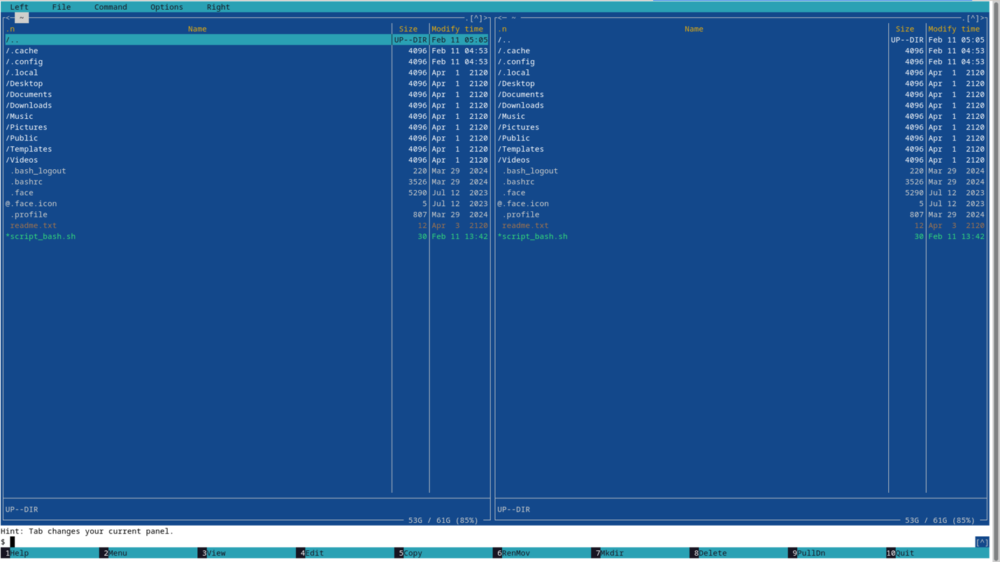 Left File Command Options Right
<─ ~ .[^]> <─ ~ .[^]>
.n Name Size Modify time .n Name Size Modify time
/.. UP--DIR Feb 11 05:05 /.. UP--DIR Feb 11 05:05
/.cache 4096 Feb 11 04:53 /.cache 4096 Feb 11 04:53
/.config 4096 Feb 11 04:53 /.config 4096 Feb 11 04:53
/.local 4096 Apr 1 2120 /.local 4096 Apr 1 2120
/Desktop 4096 Apr 1 2120 /Desktop 4096 Apr 1 2120
/Documents 4096 Apr 1 2120 /Documents 4096 Apr 1 2120
/Downloads 4096 Apr 1 2120 /Downloads 4096 Apr 1 2120
/Music 4096 Apr 1 2120 /Music 4096 Apr 1 2120
/Pictures 4096 Apr 1 2120 /Pictures 4096 Apr 1 2120
/Public 4096 Apr 1 2120 /Public 4096 Apr 1 2120
/Templates 4096 Apr 1 2120 /Templates 4096 Apr 1 2120
/Videos 4096 Apr 1 2120 /Videos 4096 Apr 1 2120
.bash_logout 220 Mar 29 2024 .bash_logout 220 Mar 29 2024
.bashrc 3526 Mar 29 2024 .bashrc 3526 Mar 29 2024
.face 5290 Jul 12 2023 .face 5290 Jul 12 2023
@.face.icon 5 Jul 12 2023 @.face.icon 5 Jul 12 2023
.profile 807 Mar 29 2024 .profile 807 Mar 29 2024
readme.txt 12 Apr 3 2120 readme.txt 12 Apr 3 2120
*script_bash.sh 30 Feb 11 13:42 *script_bash.sh 30 Feb 11 13:42
UP--DIR UP--DIR
53G / 61G (85%) 53G / 61G (85%)
Hint: Tab changes your current panel.
$ [^]
1Help 2Menu 3View 4Edit 5Copy 6RenMov 7Mkdir 8Delete 9PullDn 10Quit